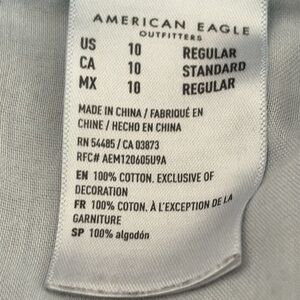 AMERICAN EAGLE
OUTFITTERS
US 10 REGULAR
CA 10 STANDARD
MX 10 REGULAR
MADE IN CHINA / FABRIQUÉ EN
CHINE / HECHO EN CHINA
RN 54485 / CA 03873
RFC# AEM120605U9A
EN 100% COTTON. EXCLUSIVE OF
DECORATION
FR 100% COTON. À L'EXCEPTION DE LA
GARNITURE
SP 100% algodón